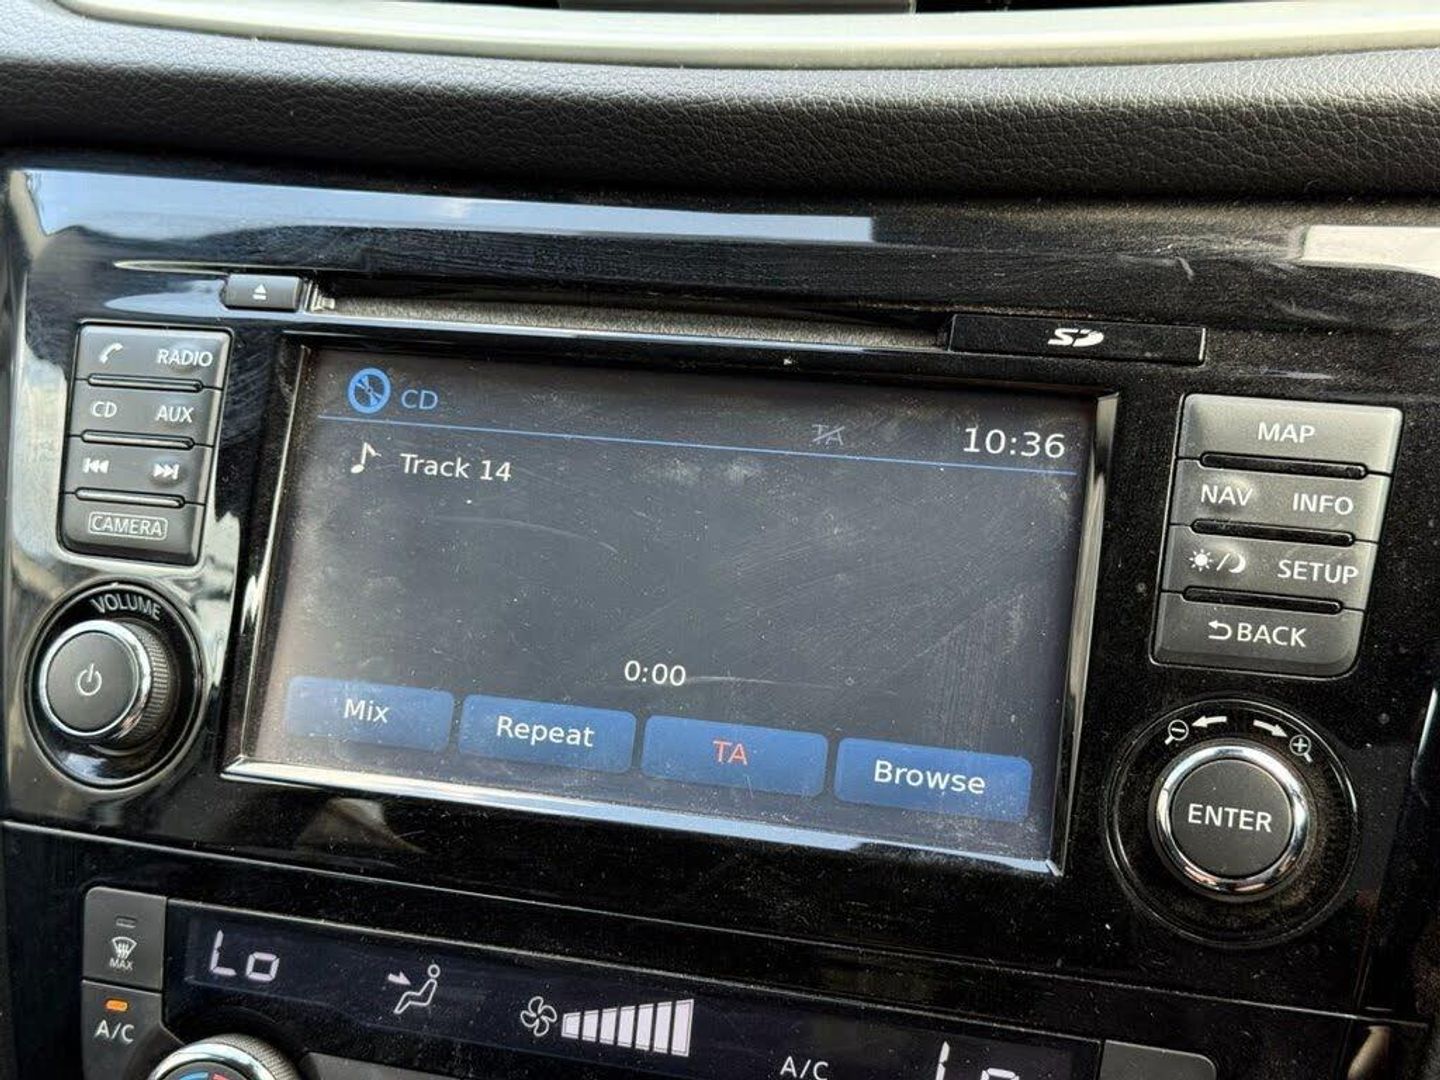 SD
RADIO
CD AUX
CAMERA
VOLUME
CD
TA
10:36
Track 14
0:00
Mix
Repeat
TA
Browse
MAP
NAV INFO
SETUP
BACK
ENTER
MAX
A/C
Lo
A/C
Lo